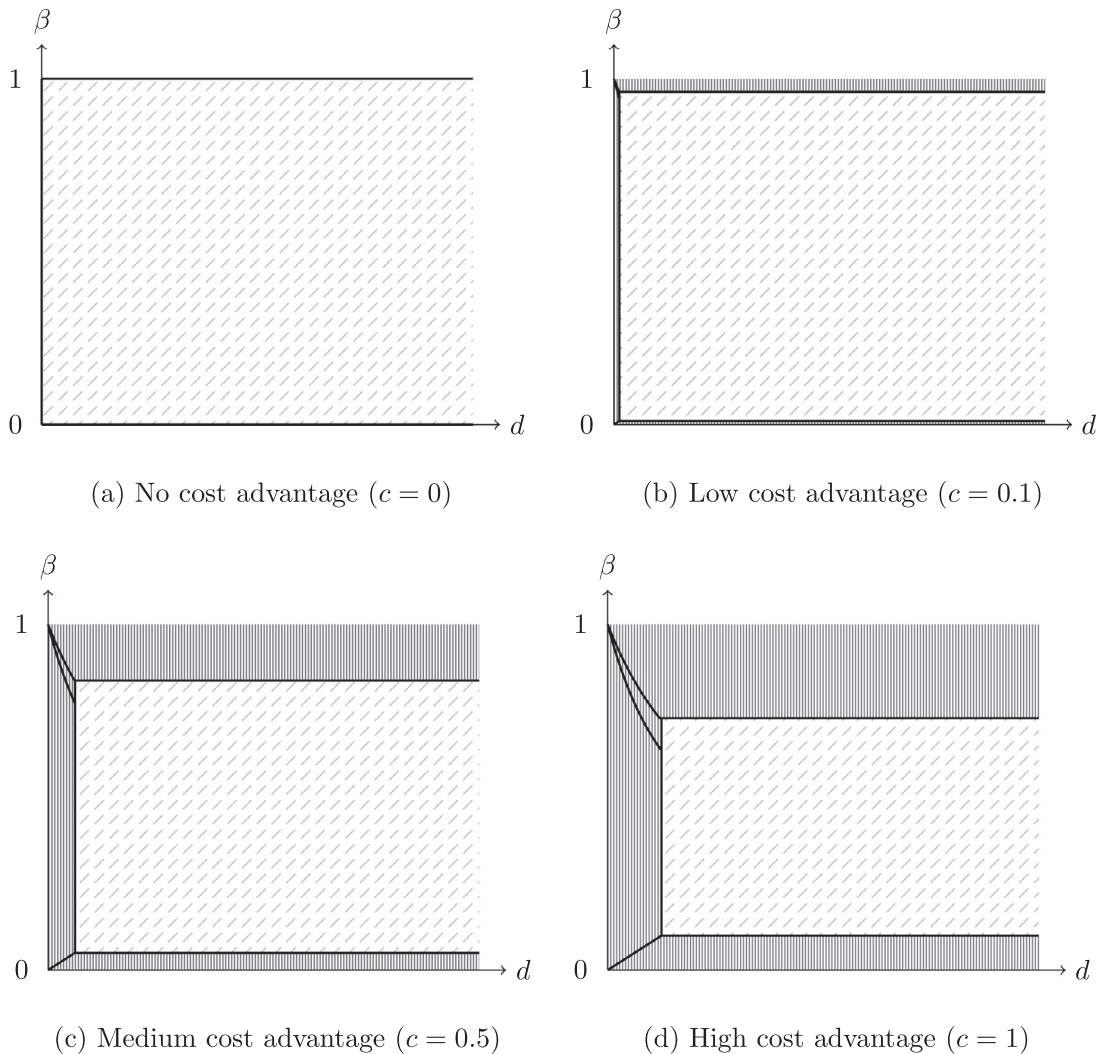 β
β
1
1
0
d
0
d
(a) No cost advantage (c = 0)
(b) Low cost advantage (c = 0.1)
β
β
1
1
0
d
0
d
(c) Medium cost advantage (c = 0.5)
(d) High cost advantage (c = 1)